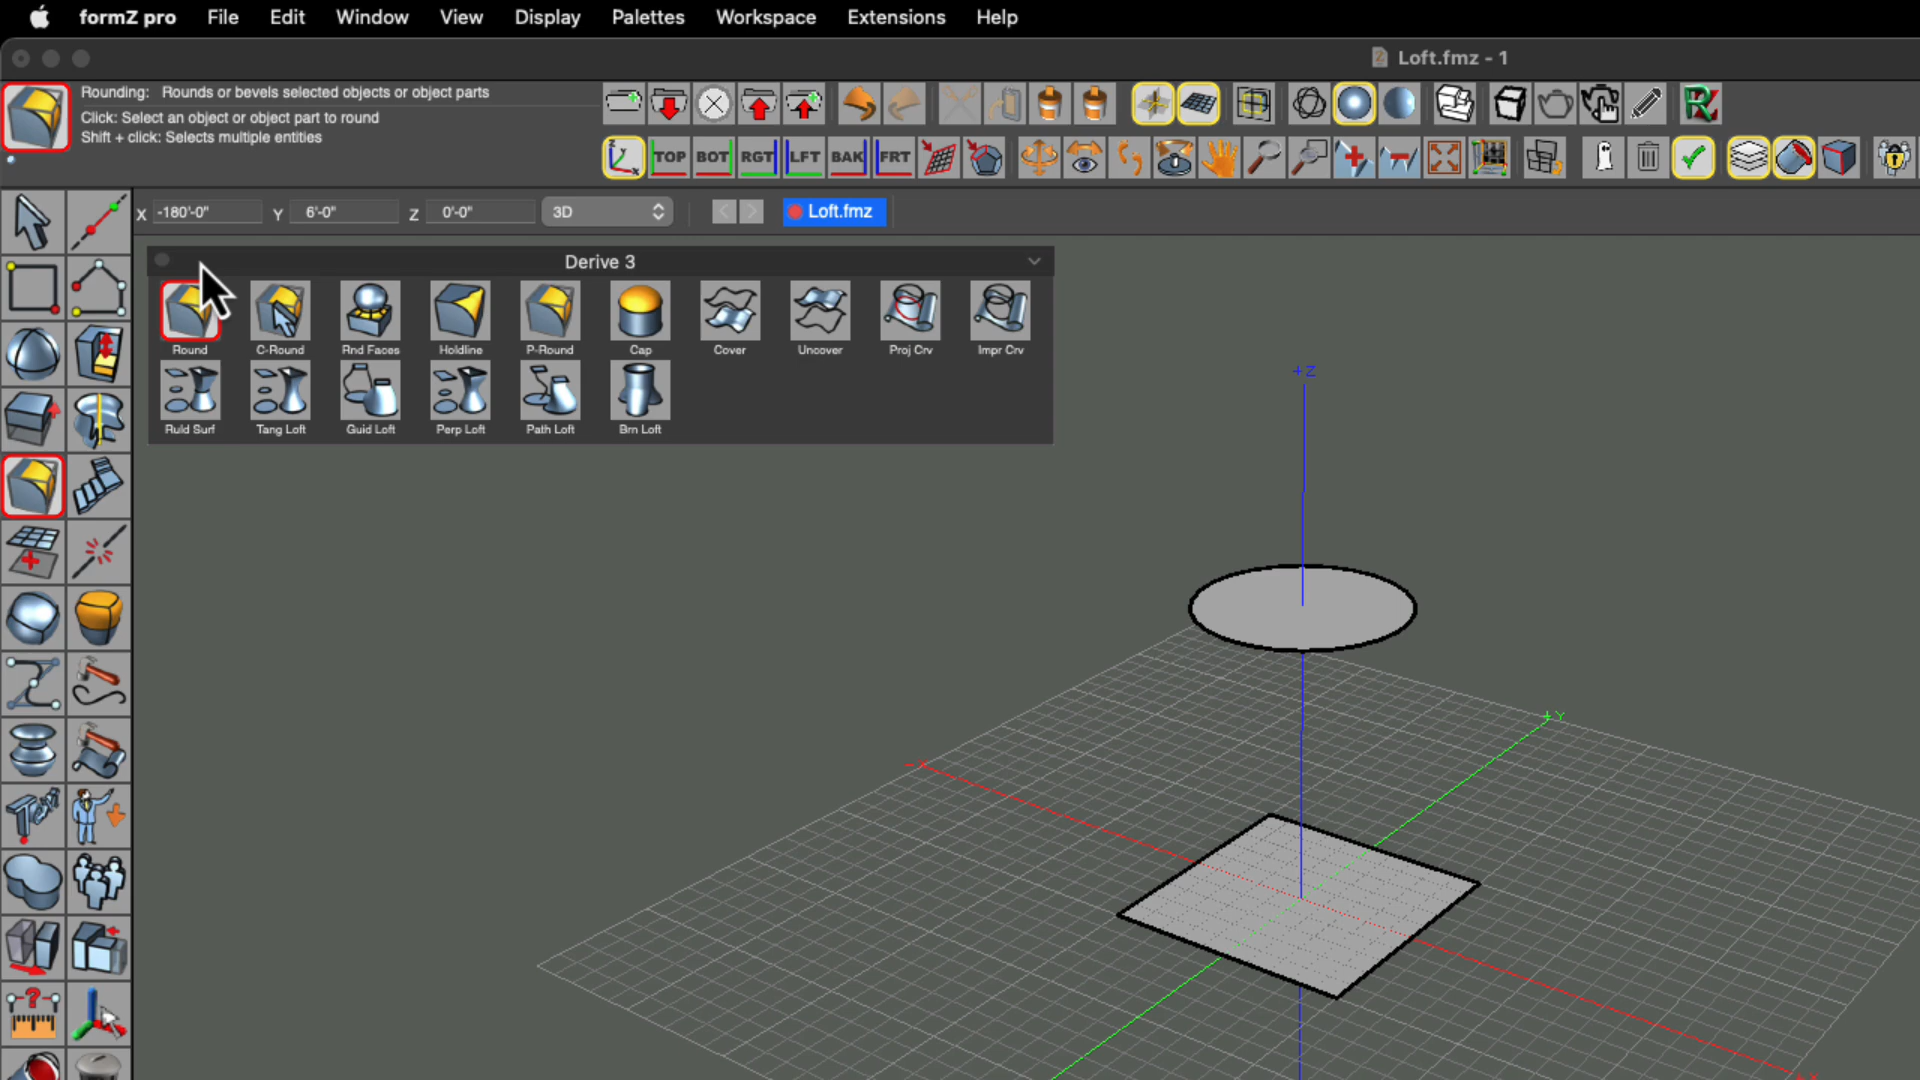 formZ pro File Edit Window View Display Palettes Workspace Extensions Help
Loft.fmz - 1
Rounding: Rounds or bevels selected objects or object parts
Click: Select an object or object part to round
Shift + click: Selects multiple entities
TOP BOT RGT LFT BAK FRT
X -180'-0" Y 6'-0" Z 0'-0" 3D Loft.fmz
Derive 3
Round C-Round Rnd Faces Holdline P-Round Cap Cover Uncover Proj Crv Impr Crv
Ruld Surf Tang Loft Guid Loft Perp Loft Path Loft Brn Loft
+Z
+Y
-X
+X